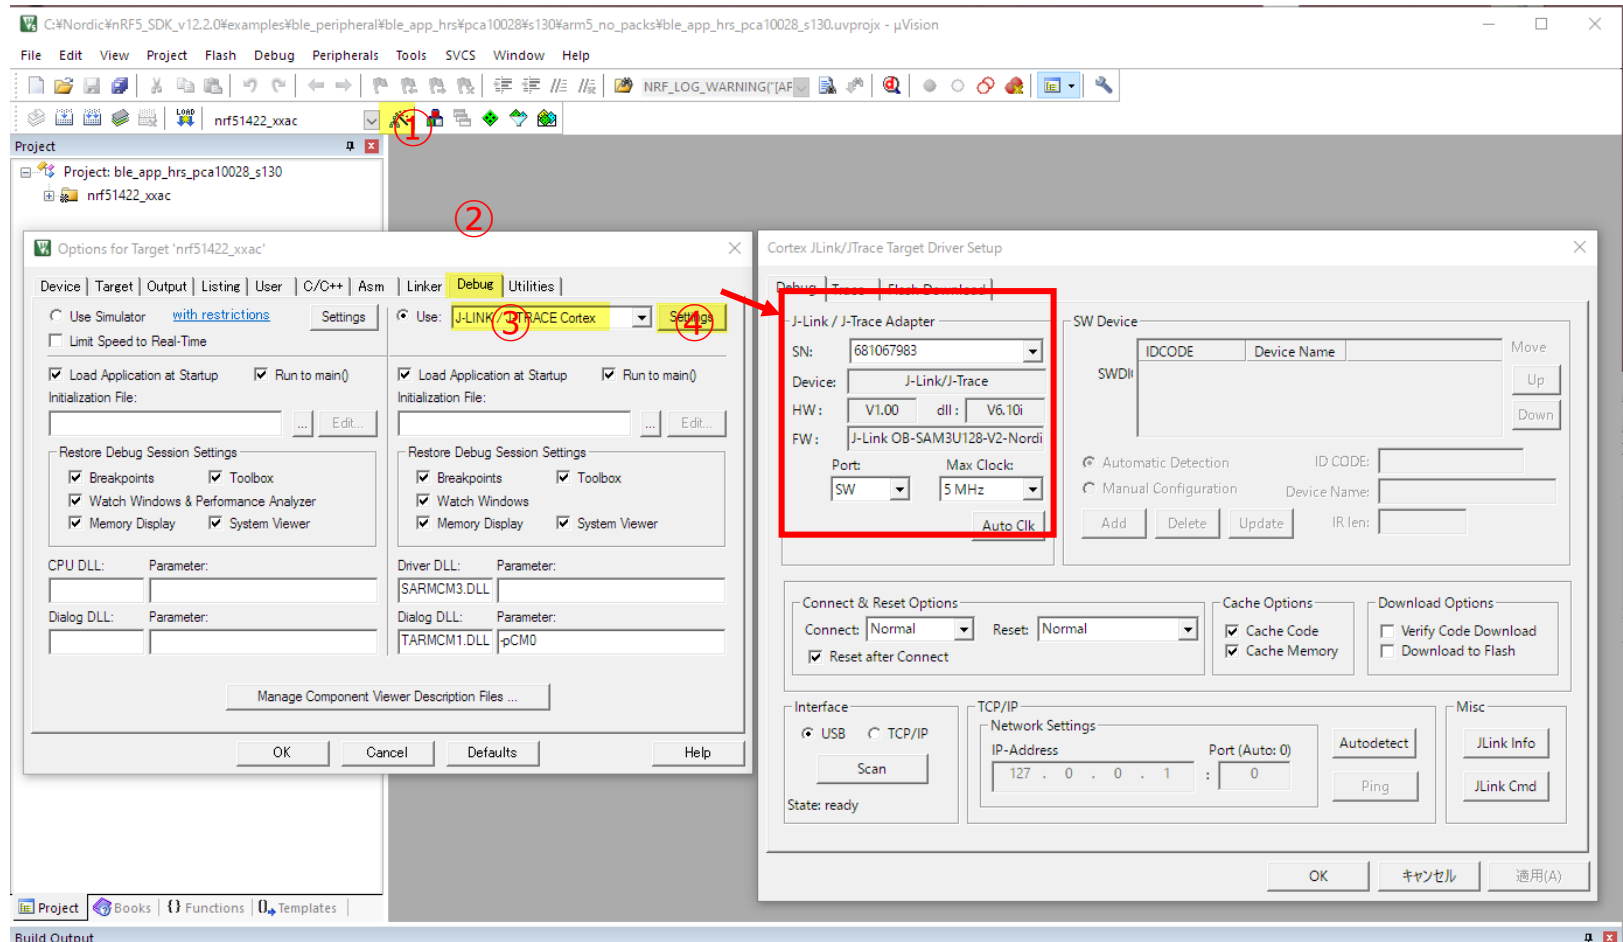 C:¥Nordic¥nRF5_SDK_v12.2.0¥examples¥ble_peripheral¥ble_app_hrs¥pca10028¥s130¥arm5_no_packs¥ble_app_hrs_pca10028_s130.uvprojx - µVision
File Edit View Project Flash Debug Peripherals Tools SVCS Window Help
NRF_LOG_WARNING("[AF
LOAD nrf51422_xxac
①
Project
Project: ble_app_hrs_pca10028_s130
nrf51422_xxac
②
Options for Target 'nrf51422_xxac'
Device Target Output Listing User C/C++ Asm Linker Debug Utilities
Use Simulator with restrictions Settings
Limit Speed to Real-Time
Load Application at Startup Run to main()
Initialization File:
... Edit...
Restore Debug Session Settings
Breakpoints Toolbox
Watch Windows & Performance Analyzer
Memory Display System Viewer
CPU DLL: Parameter:
Dialog DLL: Parameter:
Use: J-LINK / J-TRACE Cortex Settings
③ ④
Load Application at Startup Run to main()
Initialization File:
... Edit...
Restore Debug Session Settings
Breakpoints Toolbox
Watch Windows
Memory Display System Viewer
Driver DLL: Parameter:
SARMCM3.DLL
Dialog DLL: Parameter:
TARMCM1.DLL -pCM0
Manage Component Viewer Description Files ...
OK Cancel Defaults Help
Cortex JLink/JTrace Target Driver Setup
Debug Trace Flash Download
J-Link / J-Trace Adapter
SN: 681067983
Device: J-Link/J-Trace
HW : V1.00 dll : V6.10i
FW : J-Link OB-SAM3U128-V2-Nordi
Port: Max Clock:
SW 5 MHz
Auto Clk
SW Device
IDCODE Device Name Move
SWDI
Up
Down
Automatic Detection ID CODE:
Manual Configuration Device Name:
Add Delete Update IR len:
Connect & Reset Options
Connect: Normal Reset: Normal
Reset after Connect
Cache Options
Cache Code
Cache Memory
Download Options
Verify Code Download
Download to Flash
Interface
USB TCP/IP
Scan
State: ready
TCP/IP
Network Settings
IP-Address Port (Auto: 0)
127 . 0 . 0 . 1 : 0
Autodetect
Ping
Misc
JLink Info
JLink Cmd
OK キャンセル 適用(A)
Project Books {} Functions 0 Templates
Build Output